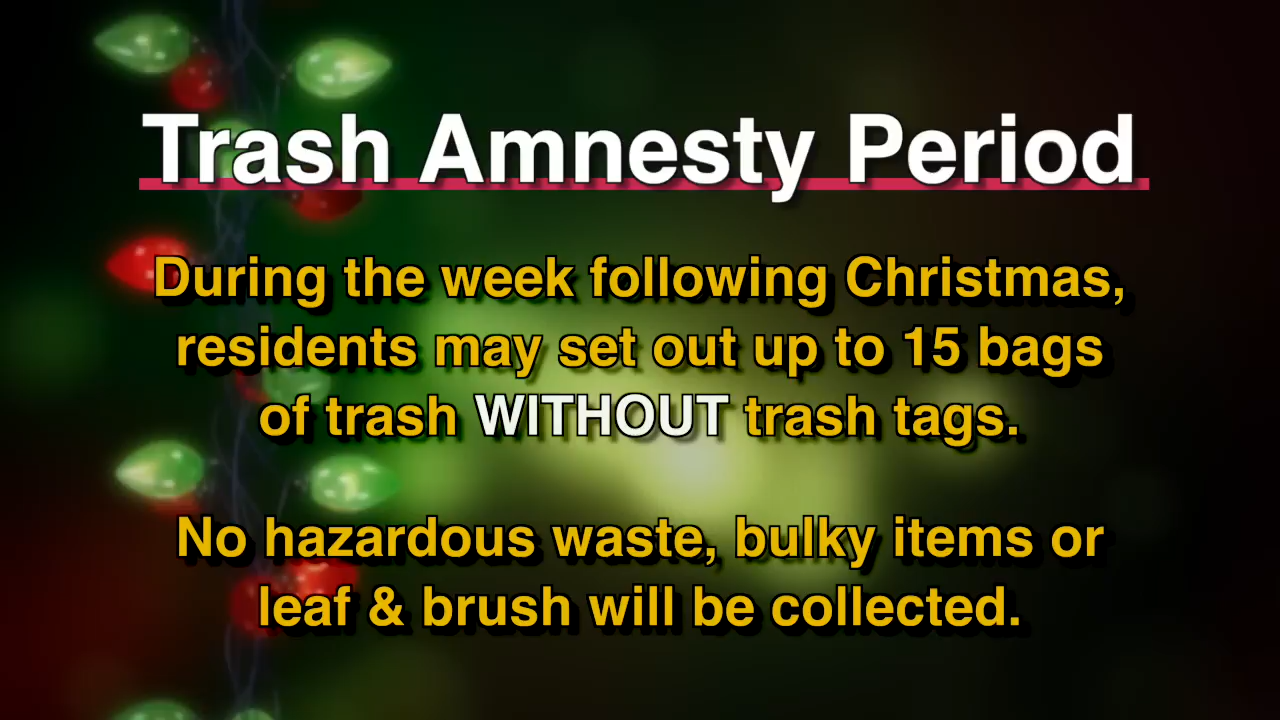 Trash Amnesty Period
During the week following Christmas,
residents may set out up to 15 bags
of trash WITHOUT trash tags.
No hazardous waste, bulky items or
leaf & brush will be collected.